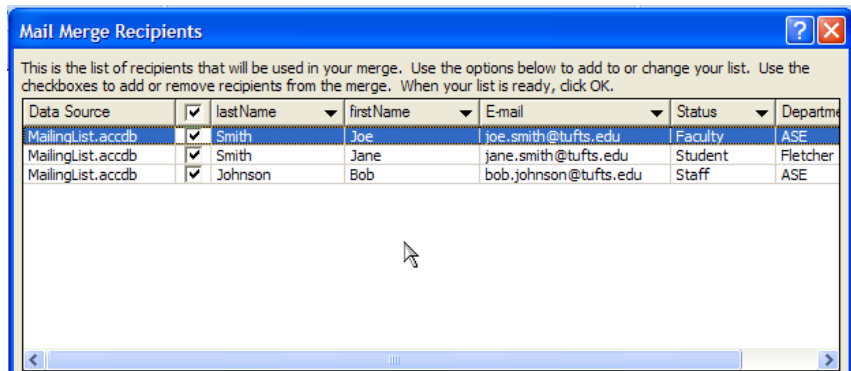 Mail Merge Recipients
This is the list of recipients that will be used in your merge. Use the options below to add to or change your list. Use the
checkboxes to add or remove recipients from the merge. When your list is ready, click OK.
Data Source lastName firstName E-mail Status Departme
MailingList.accdb Smith Joe joe.smith@tufts.edu Faculty ASE
MailingList.accdb Smith Jane jane.smith@tufts.edu Student Fletcher
MailingList.accdb Johnson Bob bob.johnson@tufts.edu Staff ASE